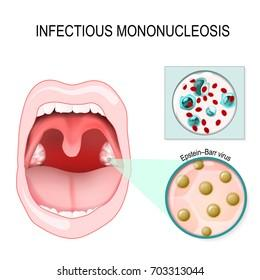 INFECTIOUS MONONUCLEOSIS
Epstein–Barr virus
shutterstock.com · 703313044